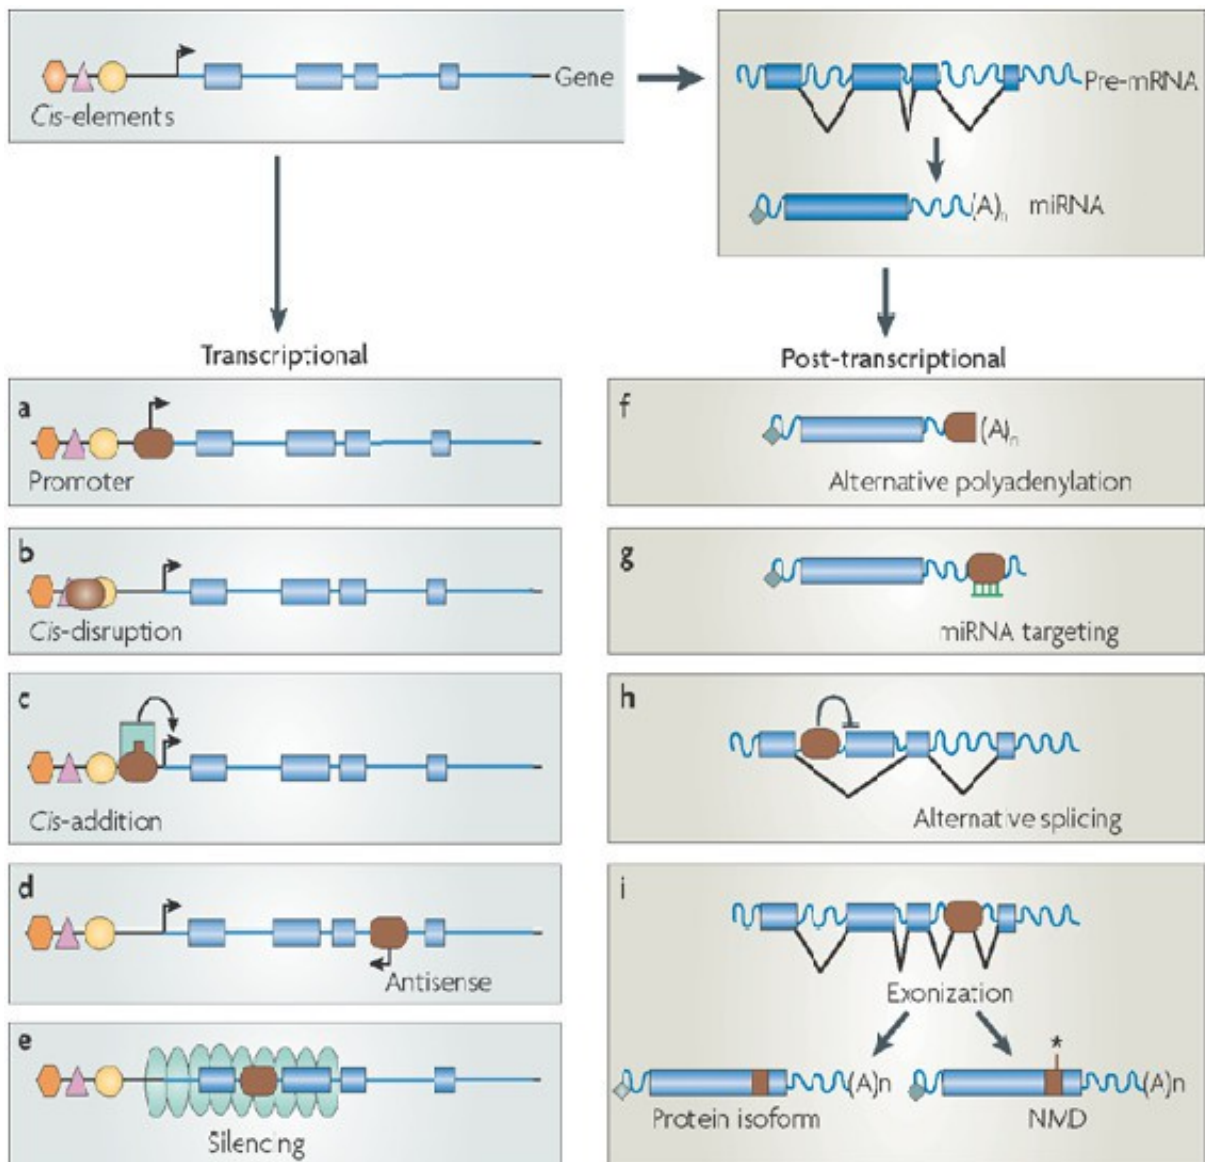 Gene
Cis-elements
Pre-mRNA
(A)n miRNA
Transcriptional
a
Promoter
b
Cis-disruption
c
Cis-addition
d
Antisense
e
Silencing
Post-transcriptional
f
(A)n
Alternative polyadenylation
g
miRNA targeting
h
Alternative splicing
i
Exonization
*
(A)n
(A)n
Protein isoform
NMD